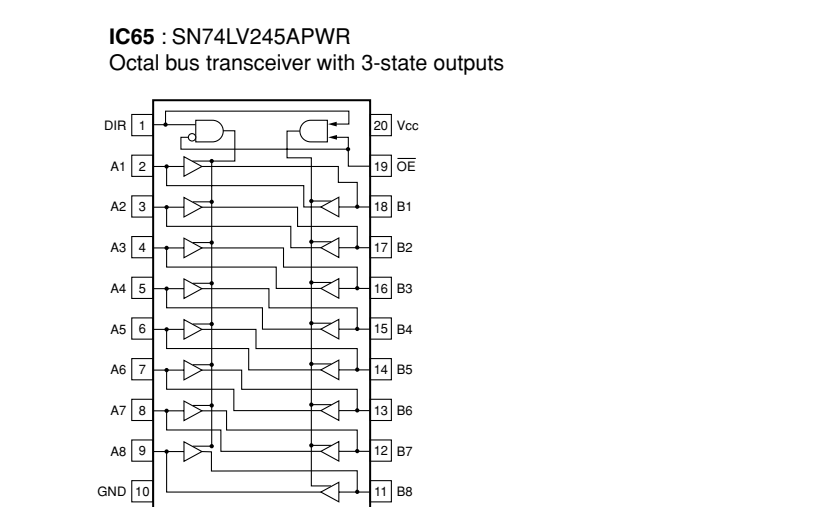 IC65 : SN74LV245APWR
Octal bus transceiver with 3-state outputs
DIR 1 20 Vcc
A1 2 19 OE
A2 3 18 B1
A3 4 17 B2
A4 5 16 B3
A5 6 15 B4
A6 7 14 B5
A7 8 13 B6
A8 9 12 B7
GND 10 11 B8